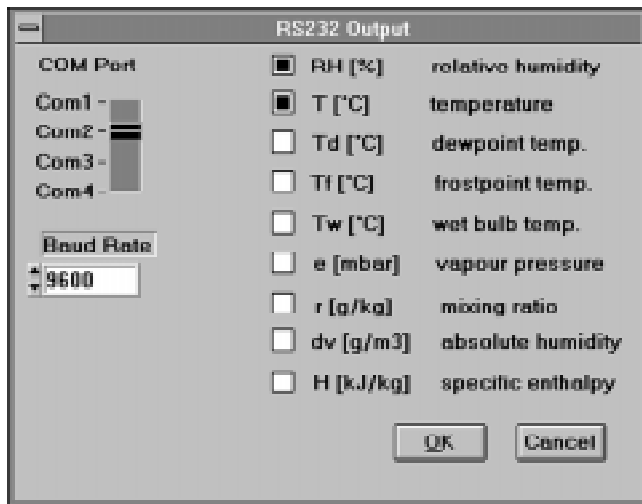 RS232 Output
COM Port
Com1
Com2
Com3
Com4
Baud Rate
9600
RH [%] relative humidity
T [°C] temperature
Td [°C] dewpoint temp.
Tf [°C] frostpoint temp.
Tw [°C] wet bulb temp.
e [mbar] vapour pressure
r [g/kg] mixing ratio
dv [g/m3] absolute humidity
H [kJ/kg] specific enthalpy
OK Cancel